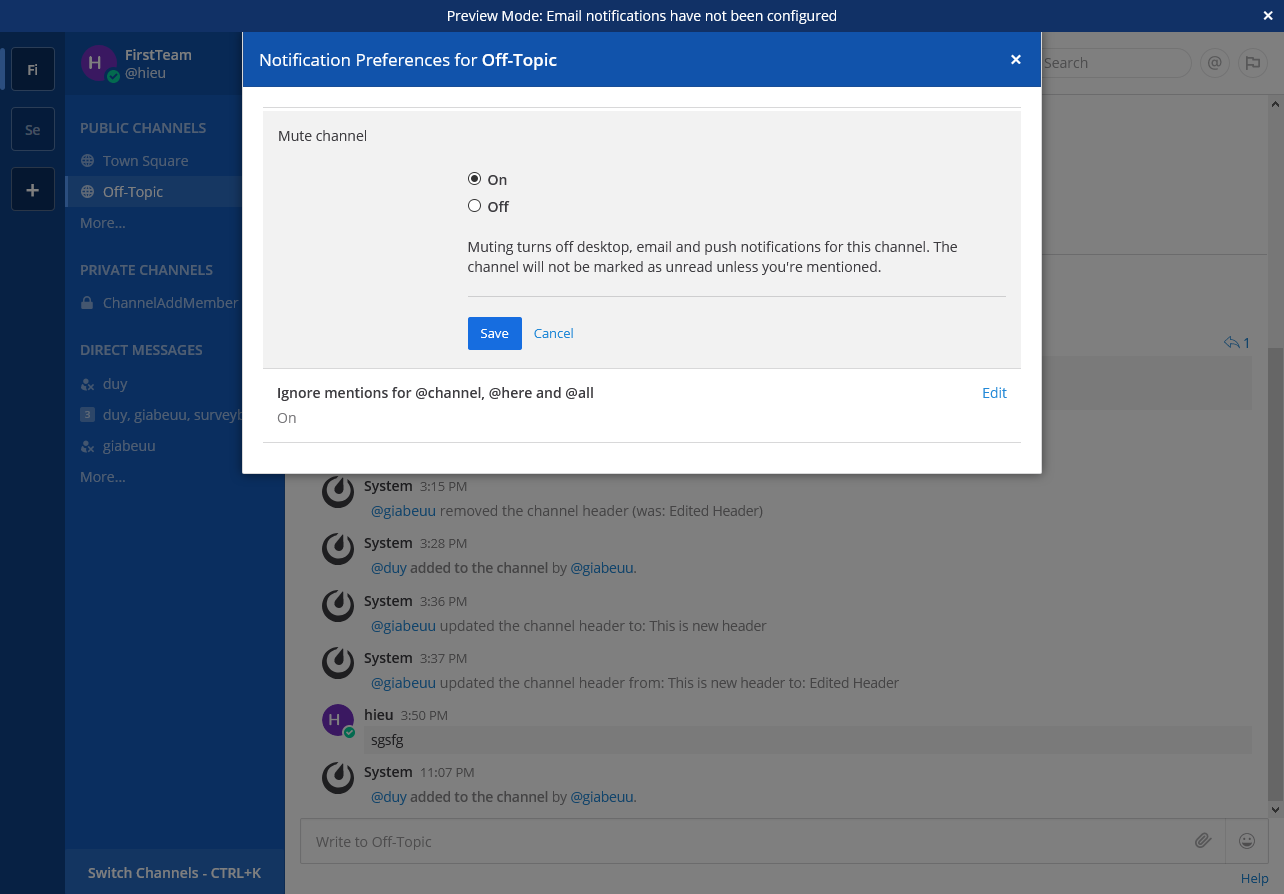 Preview Mode: Email notifications have not been configured ×
Fi
Se
+
H
FirstTeam
@hieu
PUBLIC CHANNELS
Town Square
Off-Topic
More...
PRIVATE CHANNELS
ChannelAddMember
DIRECT MESSAGES
duy
3 duy, giabeuu, surveyb
giabeuu
More...
Switch Channels - CTRL+K
Notification Preferences for Off-Topic ×
Mute channel
On
Off
Muting turns off desktop, email and push notifications for this channel. The
channel will not be marked as unread unless you're mentioned.
Save Cancel
Ignore mentions for @channel, @here and @all Edit
On
Search @
1
System 3:15 PM
@giabeuu removed the channel header (was: Edited Header)
System 3:28 PM
@duy added to the channel by @giabeuu.
System 3:36 PM
@giabeuu updated the channel header to: This is new header
System 3:37 PM
@giabeuu updated the channel header from: This is new header to: Edited Header
H hieu 3:50 PM
sgsfg
System 11:07 PM
@duy added to the channel by @giabeuu.
Write to Off-Topic
Help